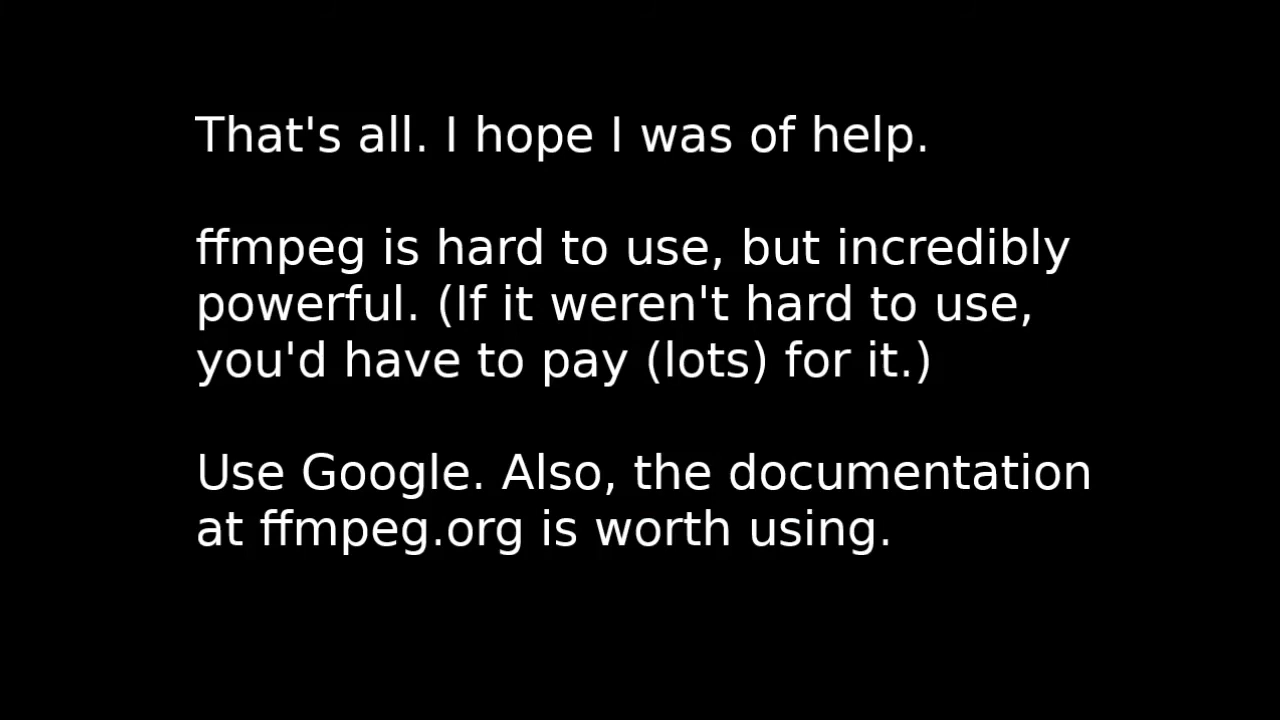 That's all. I hope I was of help.
ffmpeg is hard to use, but incredibly
powerful. (If it weren't hard to use,
you'd have to pay (lots) for it.)
Use Google. Also, the documentation
at ffmpeg.org is worth using.